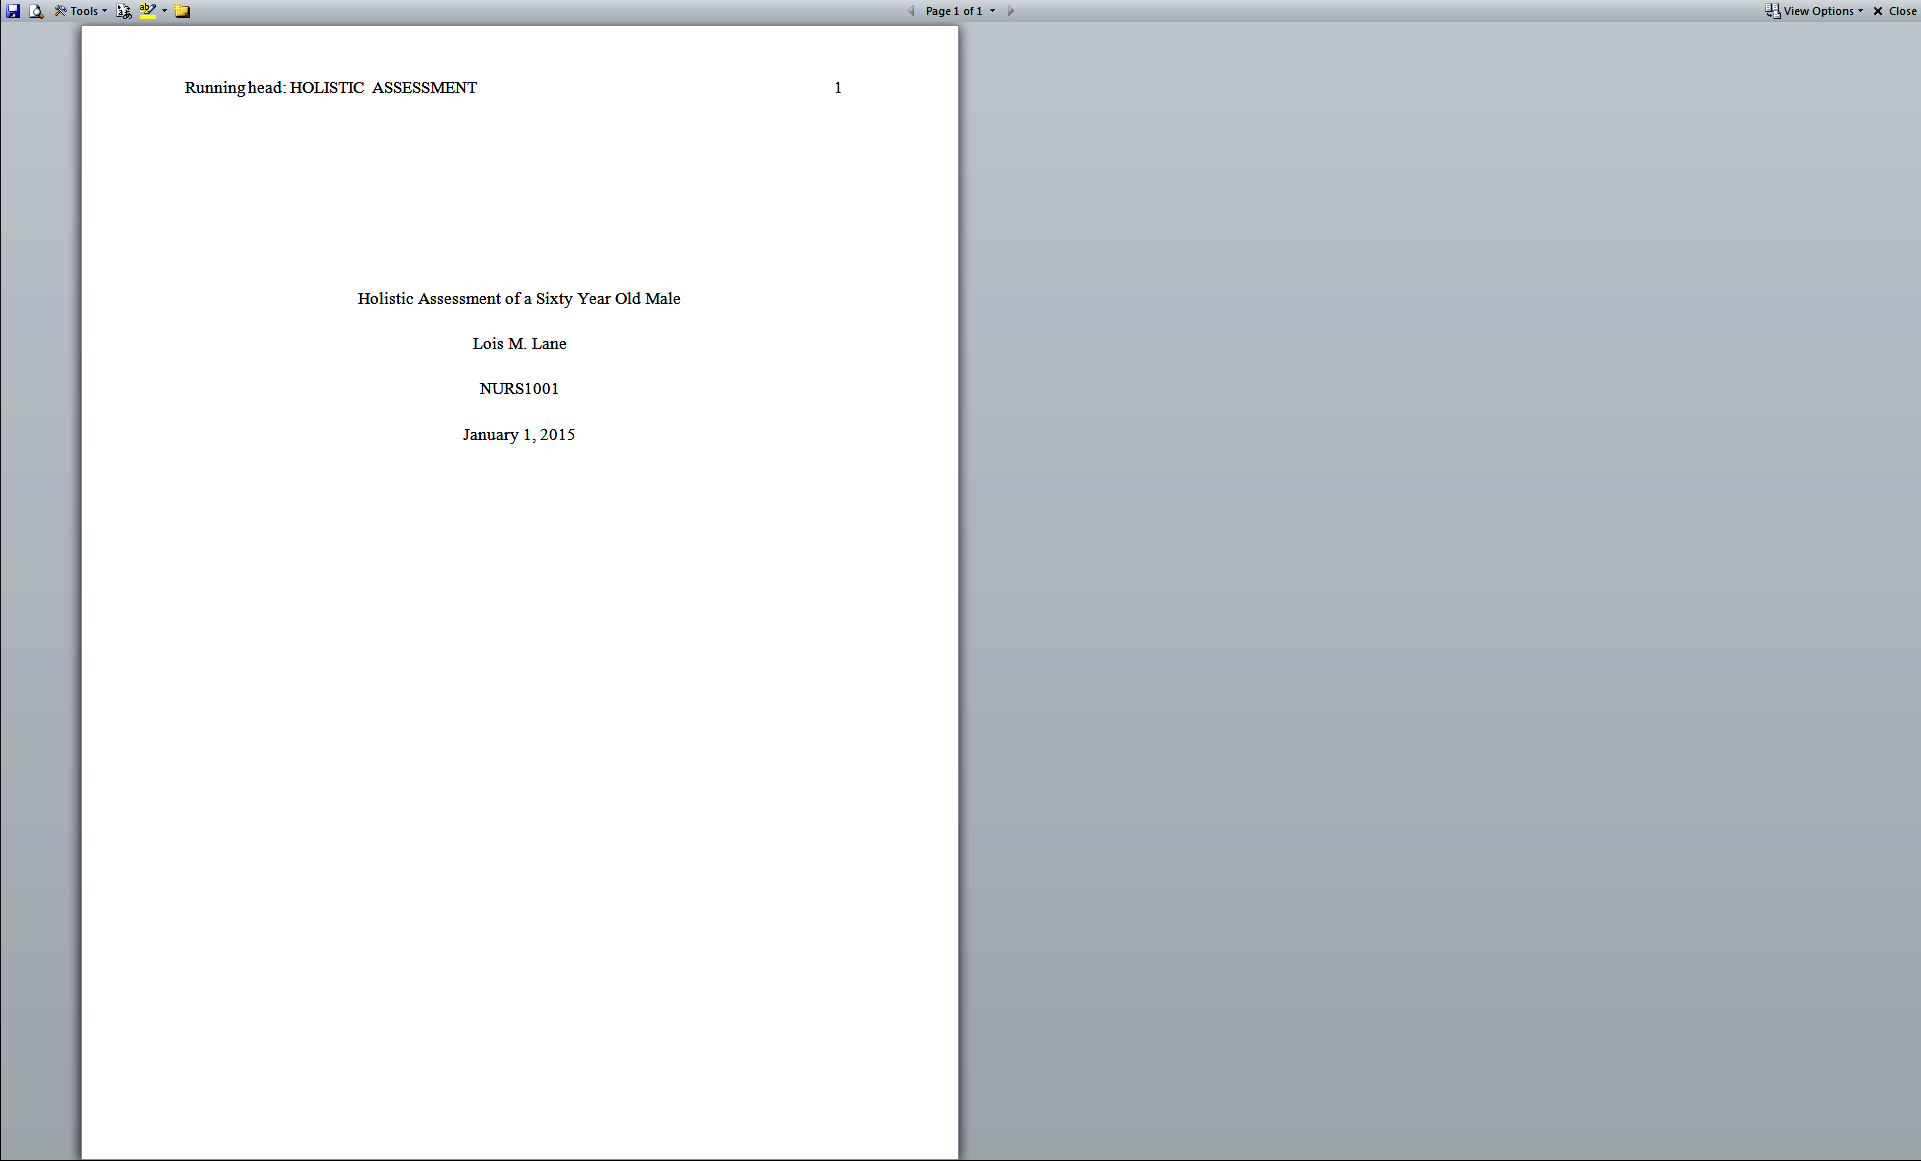 Tools Page 1 of 1 View Options Close
Running head: HOLISTIC ASSESSMENT 1
Holistic Assessment of a Sixty Year Old Male
Lois M. Lane
NURS1001
January 1, 2015